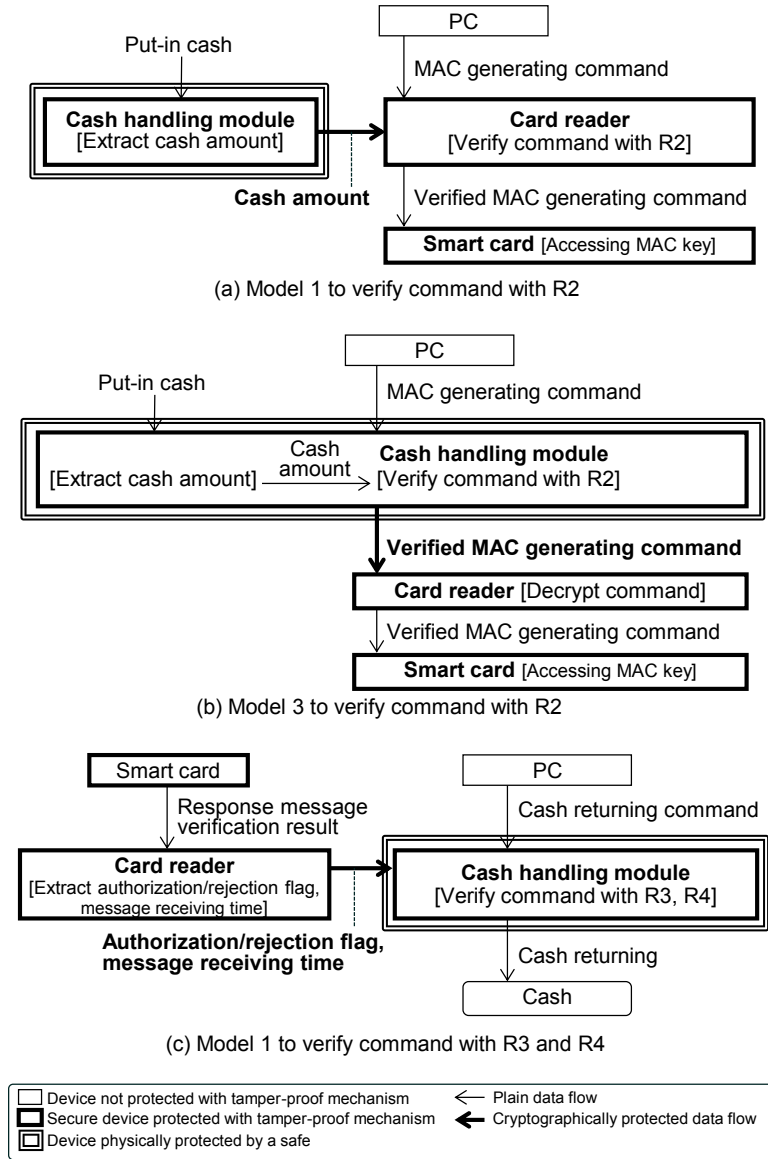 PC
Put-in cash
MAC generating command
Cash handling module
[Extract cash amount]
Card reader
[Verify command with R2]
Cash amount
Verified MAC generating command
Smart card [Accessing MAC key]
(a) Model 1 to verify command with R2
PC
Put-in cash
MAC generating command
Cash
amount
Cash handling module
[Extract cash amount]
[Verify command with R2]
Verified MAC generating command
Card reader [Decrypt command]
Verified MAC generating command
Smart card [Accessing MAC key]
(b) Model 3 to verify command with R2
Smart card
PC
Response message
verification result
Cash returning command
Card reader
[Extract authorization/rejection flag,
message receiving time]
Cash handling module
[Verify command with R3, R4]
Authorization/rejection flag,
message receiving time
Cash returning
Cash
(c) Model 1 to verify command with R3 and R4
Device not protected with tamper-proof mechanism
Plain data flow
Secure device protected with tamper-proof mechanism
Cryptographically protected data flow
Device physically protected by a safe